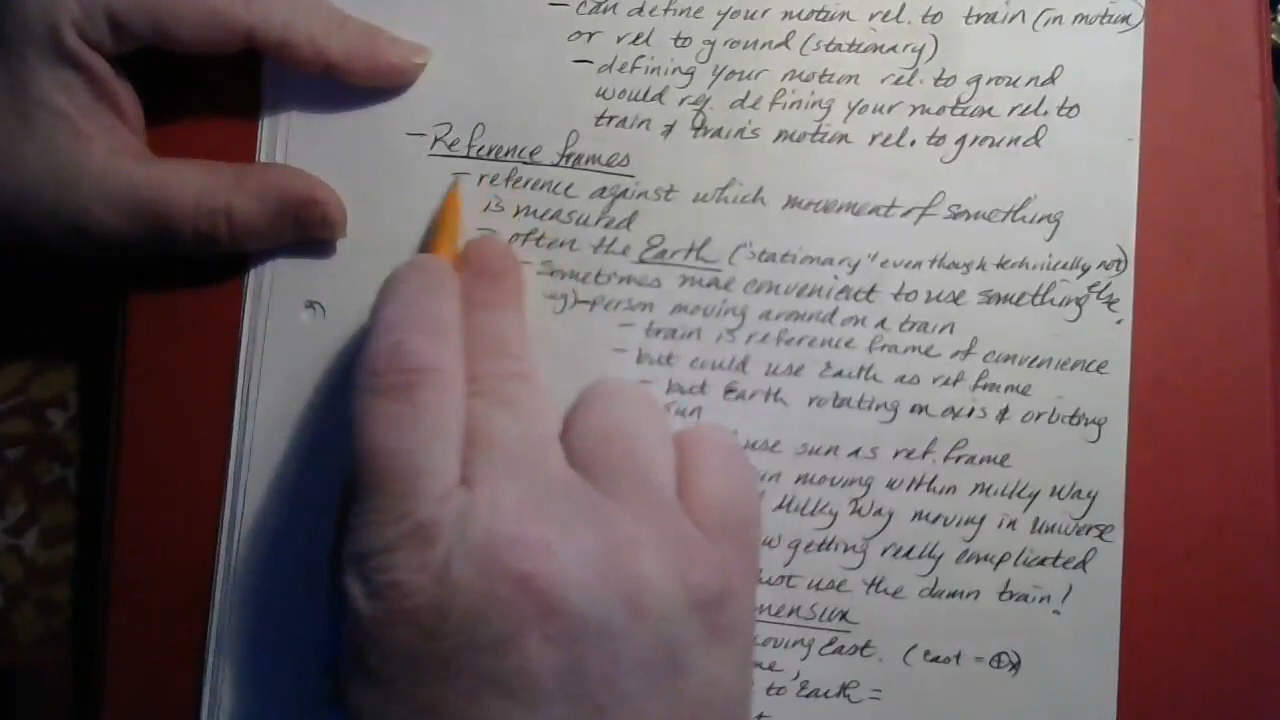 - can define your motion rel. to train (in motion)
or rel to ground (stationary)
- defining your motion rel. to ground
would req. defining your motion rel. to
train & train's motion rel. to ground
- Reference frames
- reference against which movement of something
is measured
- often the Earth ("stationary" even though technically not)
- sometimes more convenient to use something else.
eg) - person moving around on a train
- train is reference frame of convenience
- but could use Earth as ref frame
- but Earth rotating on axis & orbiting
sun
use sun as ref. frame
moving within Milky Way
Milky Way moving in universe
getting really complicated
just use the damn train!
moving East. (East = ⊕x)
to Earth =